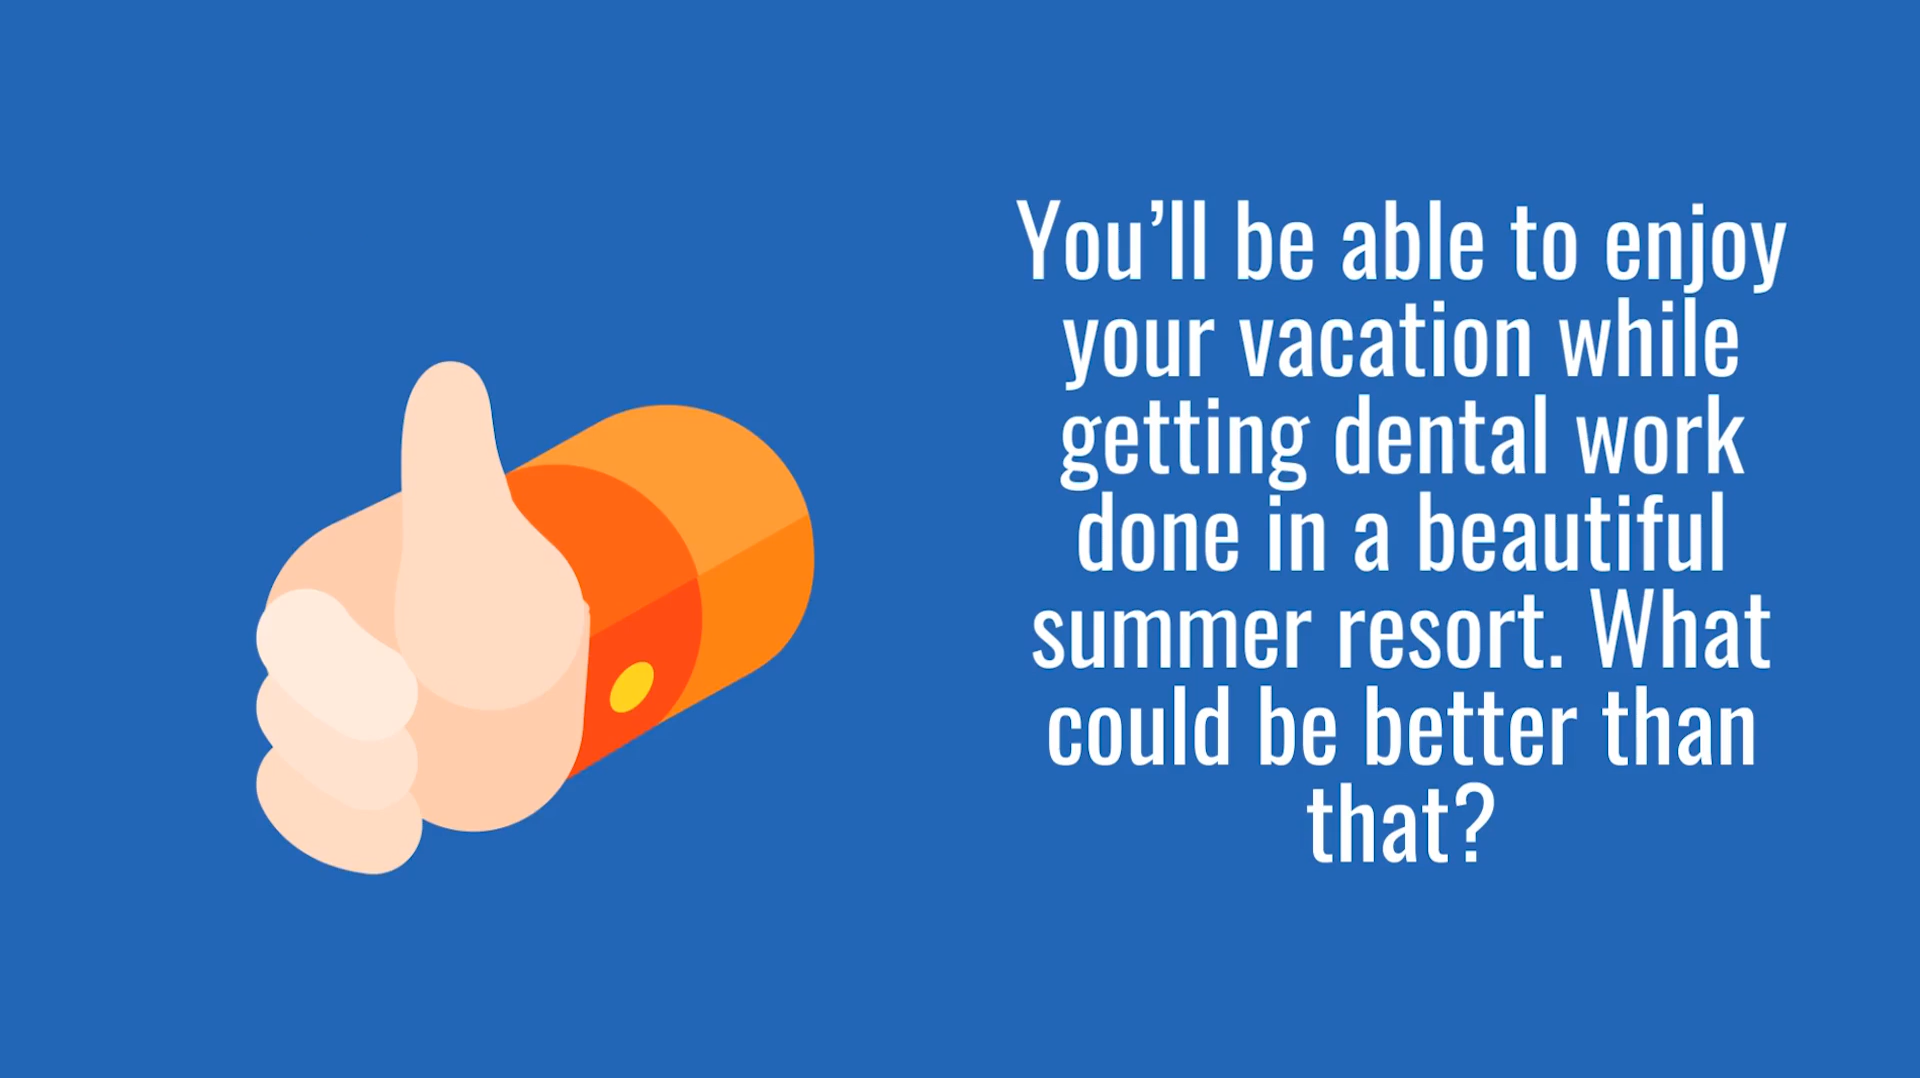 You’ll be able to enjoy
your vacation while
getting dental work
done in a beautiful
summer resort. What
could be better than
that?